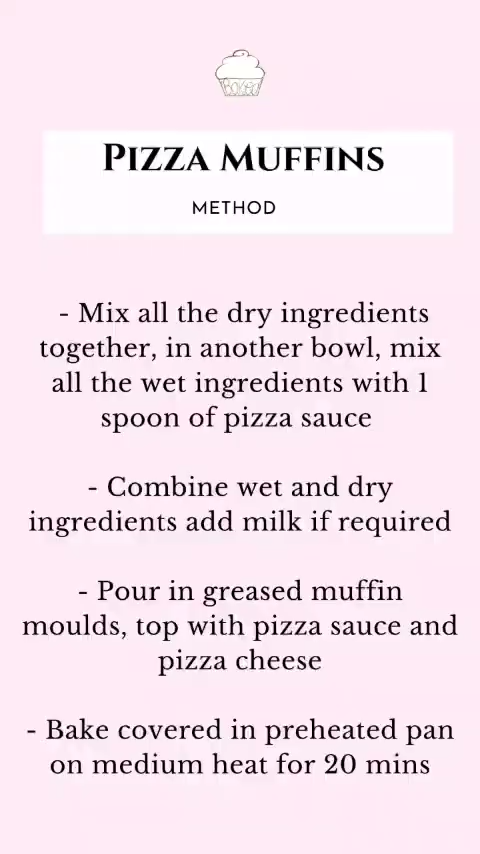 Baked
PIZZA MUFFINS
METHOD
- Mix all the dry ingredients
together, in another bowl, mix
all the wet ingredients with 1
spoon of pizza sauce
- Combine wet and dry
ingredients add milk if required
- Pour in greased muffin
moulds, top with pizza sauce and
pizza cheese
- Bake covered in preheated pan
on medium heat for 20 mins